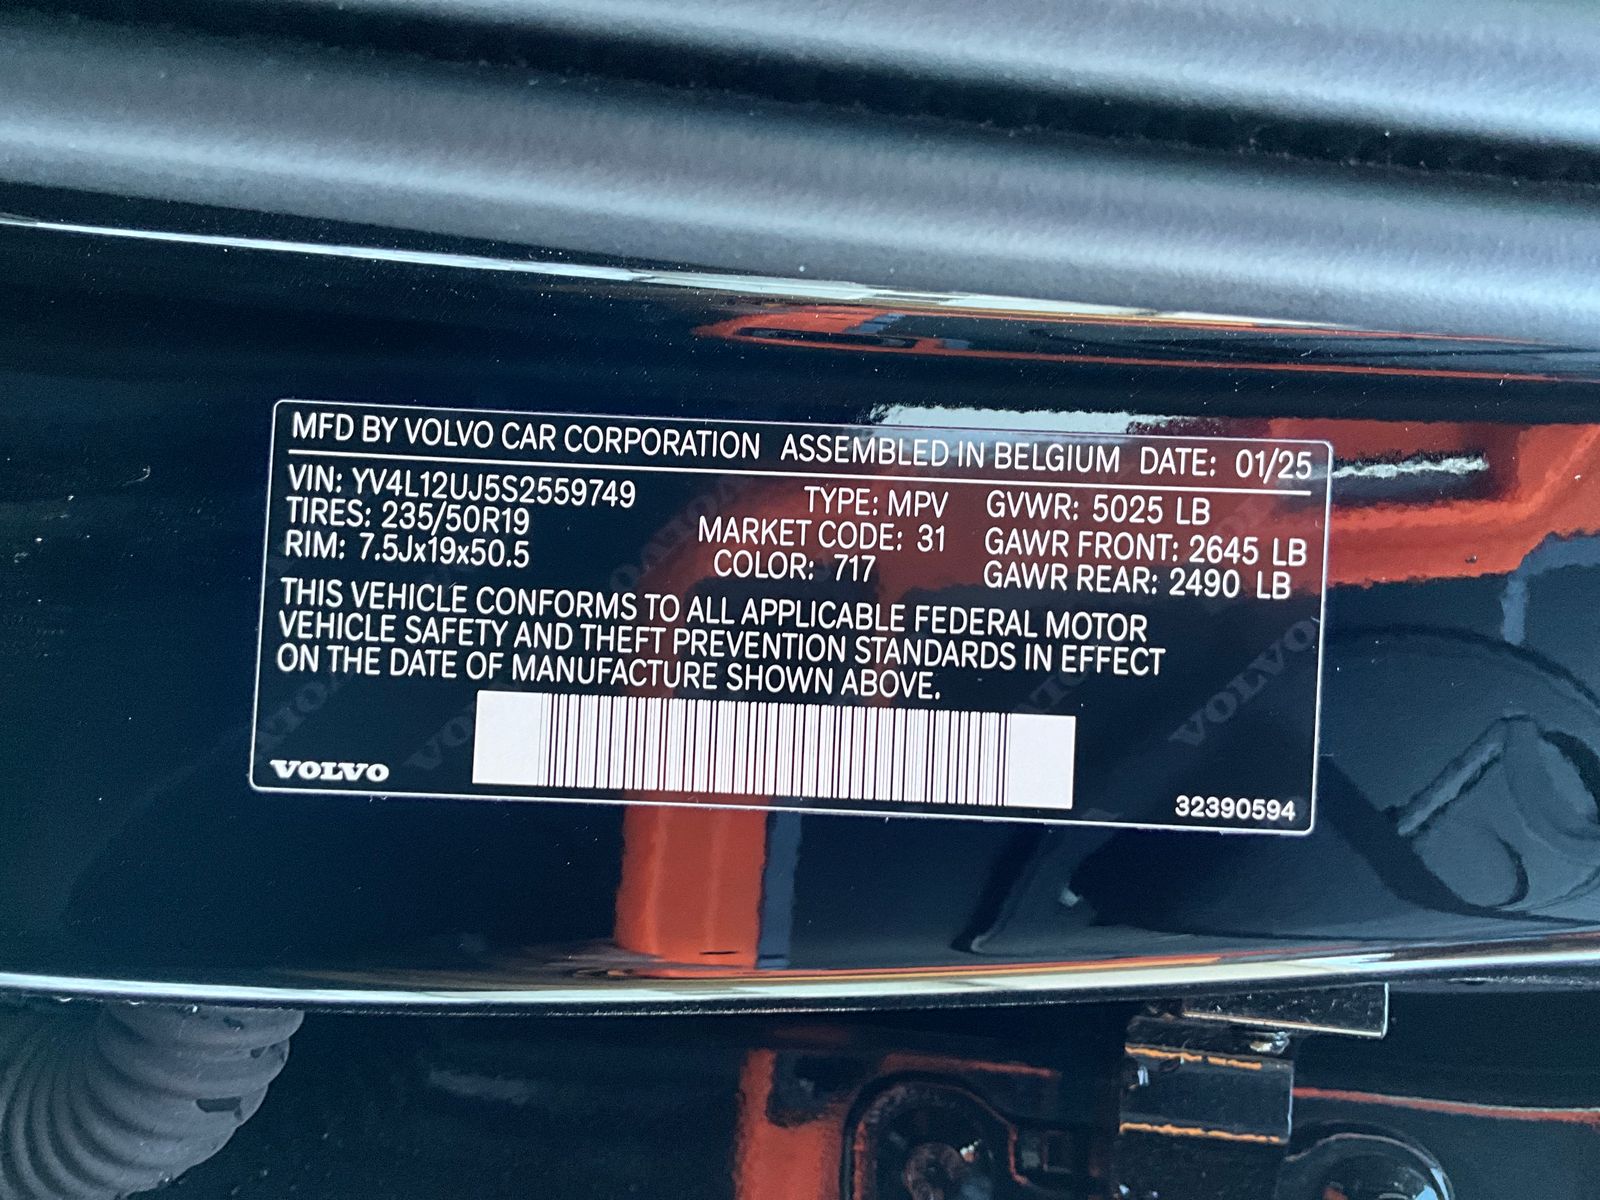 MFD BY VOLVO CAR CORPORATION ASSEMBLED IN BELGIUM DATE: 01/25
VIN: YV4L12UJ5S2559749 TYPE: MPV GVWR: 5025 LB
TIRES: 235/50R19 MARKET CODE: 31 GAWR FRONT: 2645 LB
RIM: 7.5Jx19x50.5 COLOR: 717 GAWR REAR: 2490 LB
THIS VEHICLE CONFORMS TO ALL APPLICABLE FEDERAL MOTOR
VEHICLE SAFETY AND THEFT PREVENTION STANDARDS IN EFFECT
ON THE DATE OF MANUFACTURE SHOWN ABOVE.
VOLVO
32390594